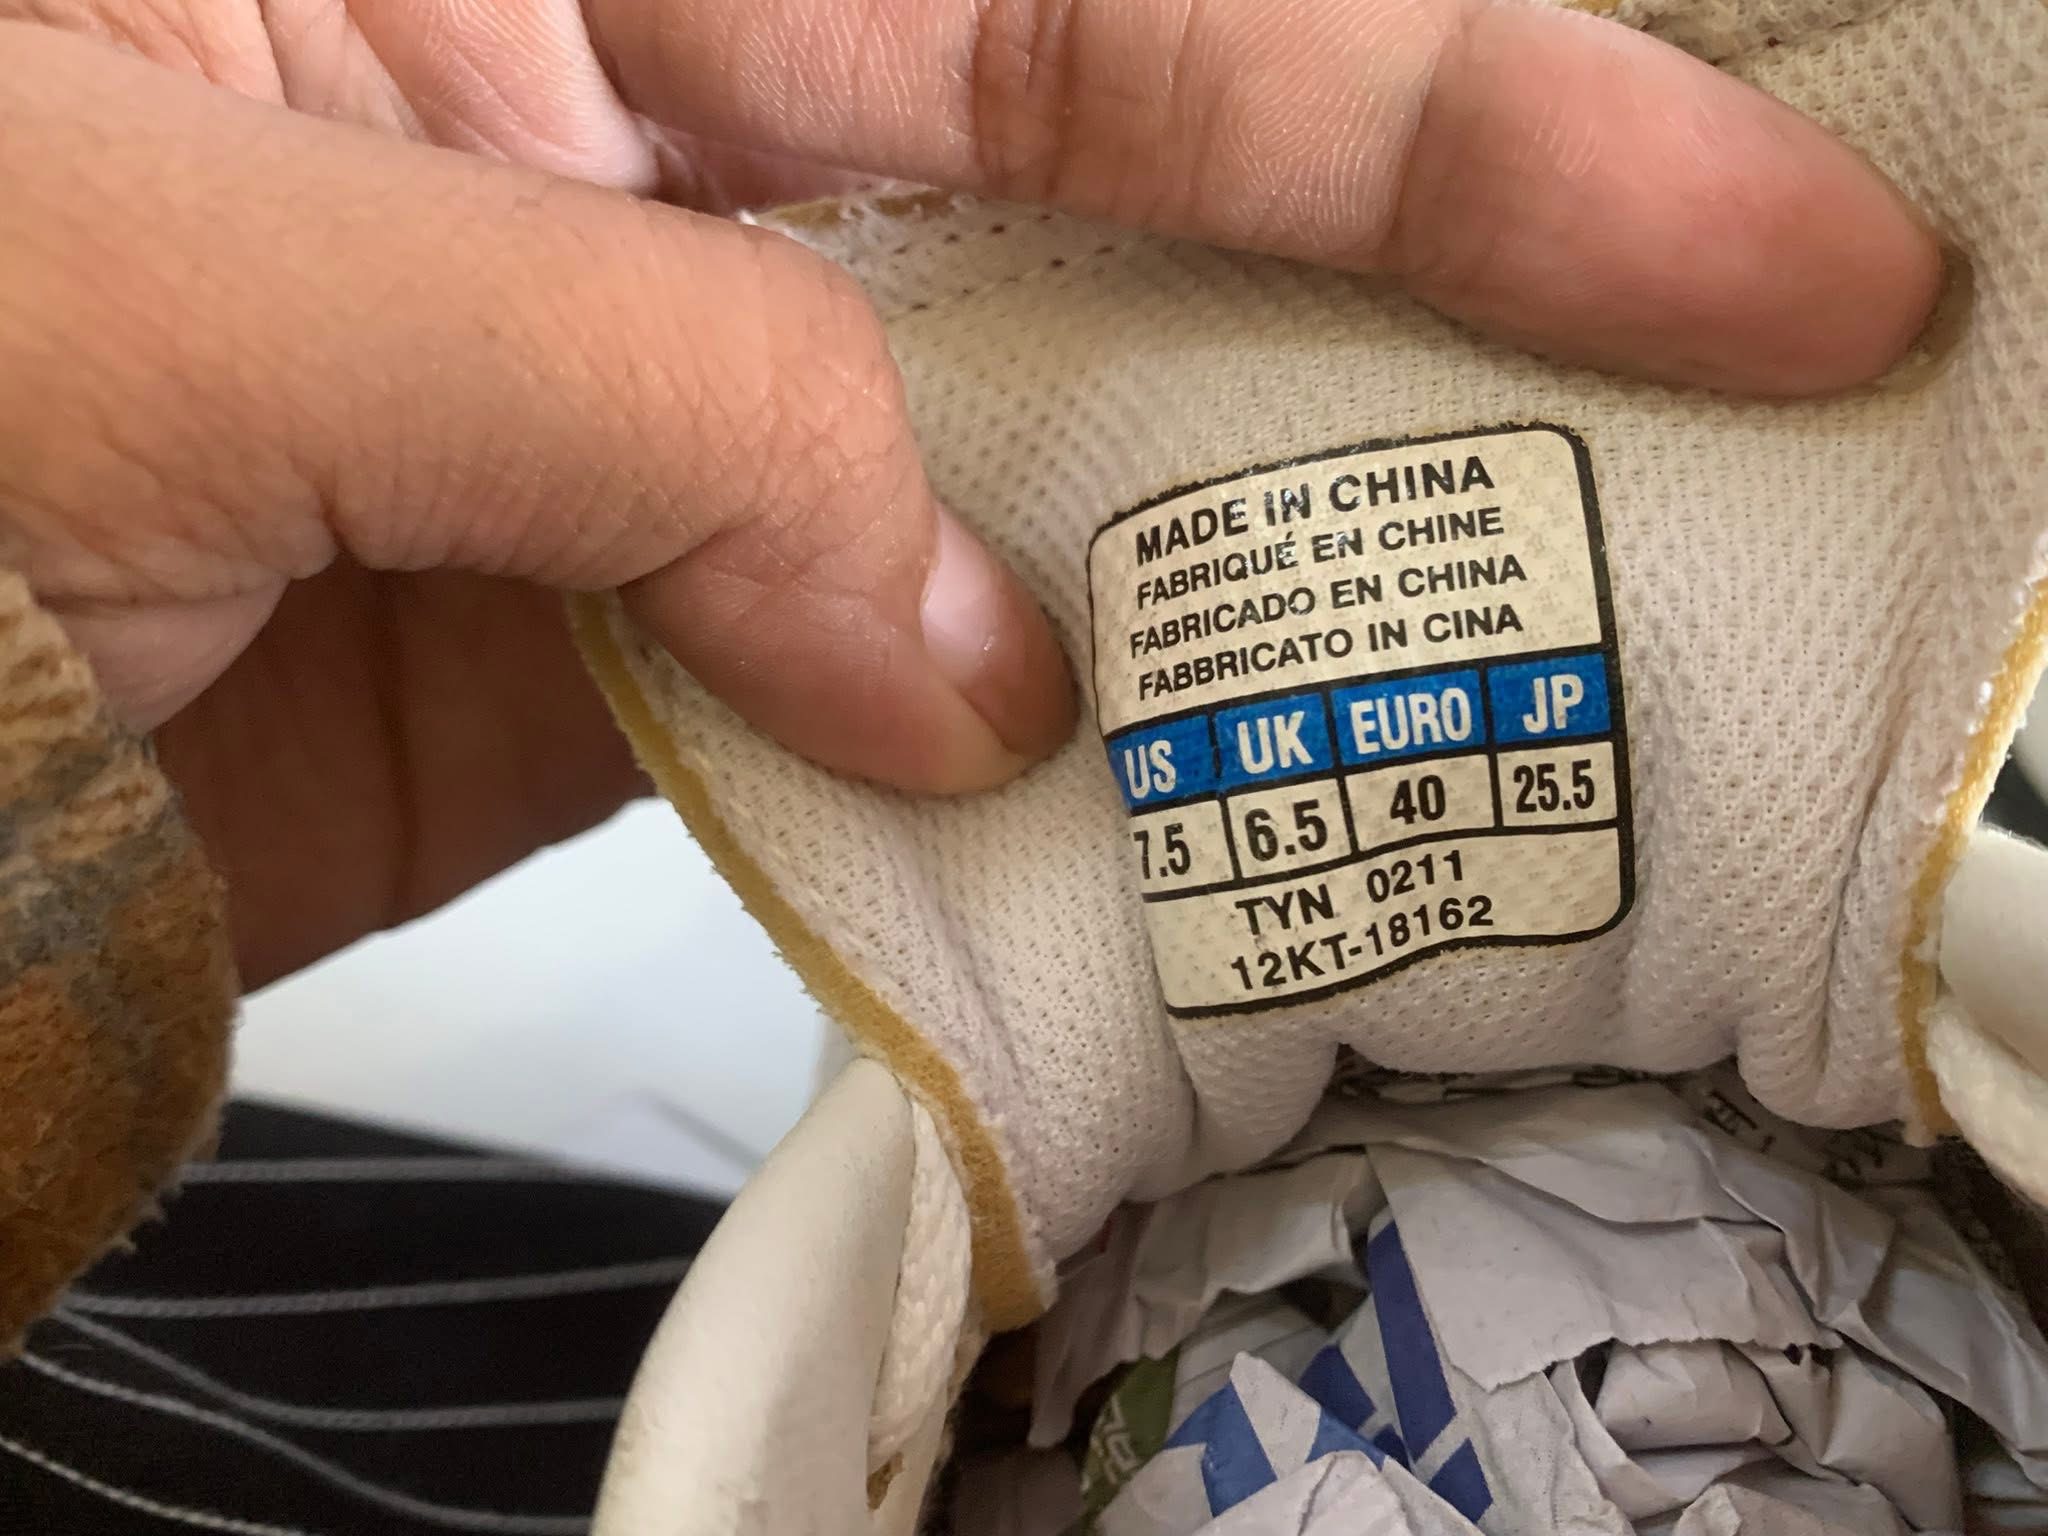 MADE IN CHINA
FABRIQUÉ EN CHINE
FABRICADO EN CHINA
FABBRICATO IN CINA
US UK EURO JP
7.5 6.5 40 25.5
TYN 0211
12KT-18162